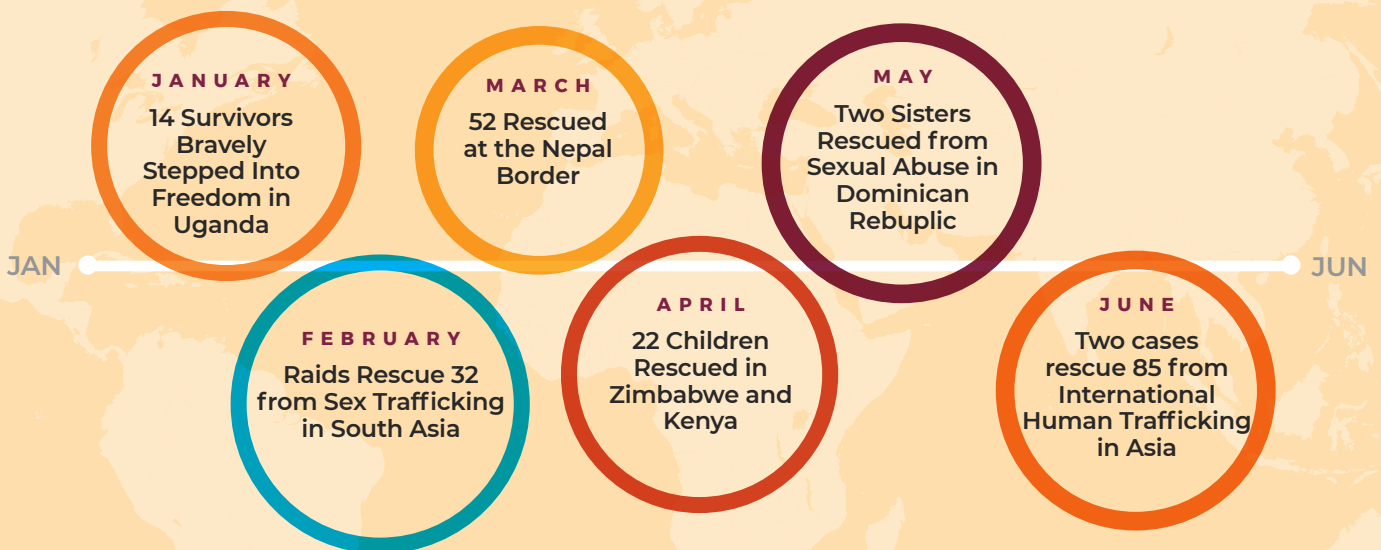 JANUARY
14 Survivors
Bravely
Stepped Into
Freedom in
Uganda
MARCH
52 Rescued
at the Nepal
Border
MAY
Two Sisters
Rescued from
Sexual Abuse in
Dominican
Rebuplic
JAN
JUN
FEBRUARY
Raids Rescue 32
from Sex Trafficking
in South Asia
APRIL
22 Children
Rescued in
Zimbabwe and
Kenya
JUNE
Two cases
rescue 85 from
International
Human Trafficking
in Asia